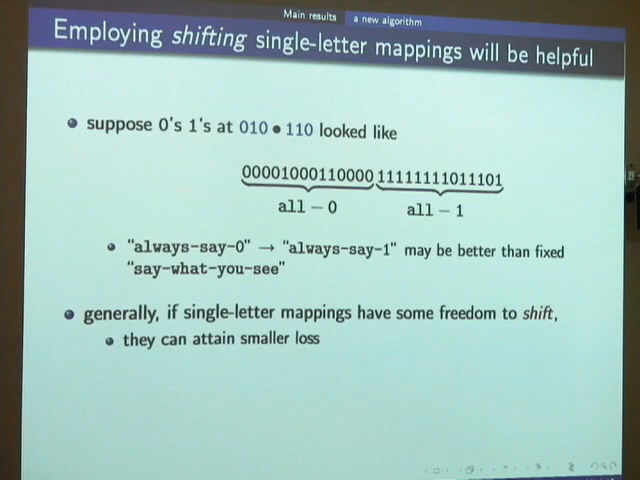 Main results a new algorithm
Employing shifting single-letter mappings will be helpful
suppose 0's 1's at 010 • 110 looked like
00001000110000 11111111011101
all − 0 all − 1
"always-say-0" → "always-say-1" may be better than fixed
"say-what-you-see"
generally, if single-letter mappings have some freedom to shift,
they can attain smaller loss